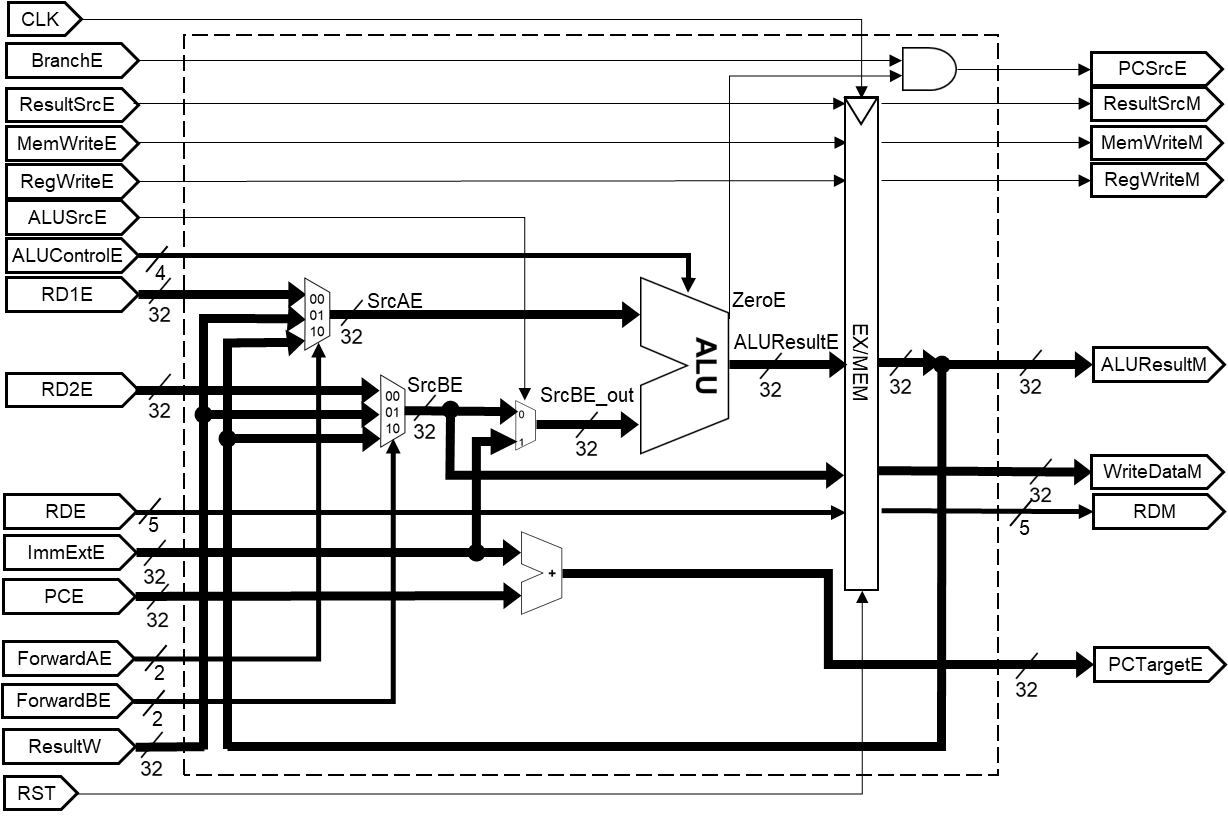 CLK
BranchE
PCSrcE
ResultSrcE
ResultSrcM
MemWriteE
MemWriteM
RegWriteE
RegWriteM
ALUSrcE
ALUControlE
4
RD1E
32
00
01
10
SrcAE
32
ZeroE
ALU
ALUResultE
32
EX/MEM
32
32
ALUResultM
RD2E
32
00
01
10
SrcBE
32
0
1
SrcBE_out
32
WriteDataM
32
RDE
5
RDM
5
ImmExtE
32
+
PCE
32
ForwardAE
2
PCTargetE
32
ForwardBE
2
ResultW
32
RST